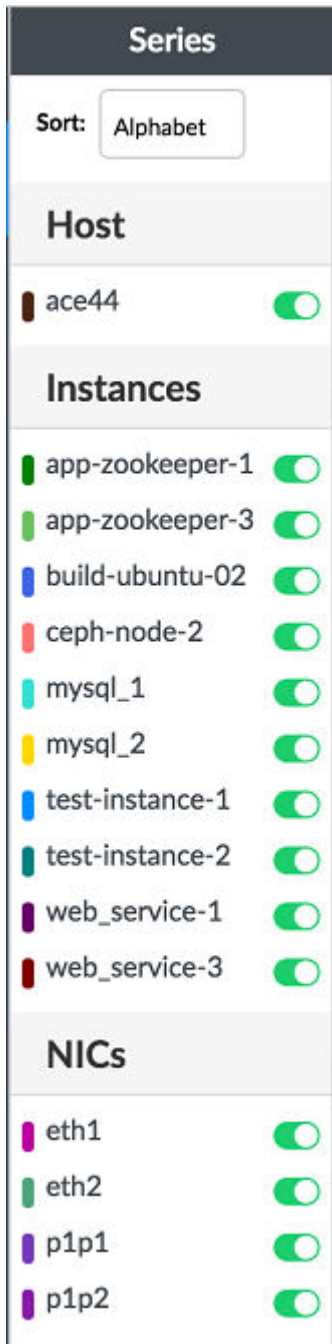 Series
Sort: Alphabet
Host
ace44
Instances
app-zookeeper-1
app-zookeeper-3
build-ubuntu-02
ceph-node-2
mysql_1
mysql_2
test-instance-1
test-instance-2
web_service-1
web_service-3
NICs
eth1
eth2
p1p1
p1p2